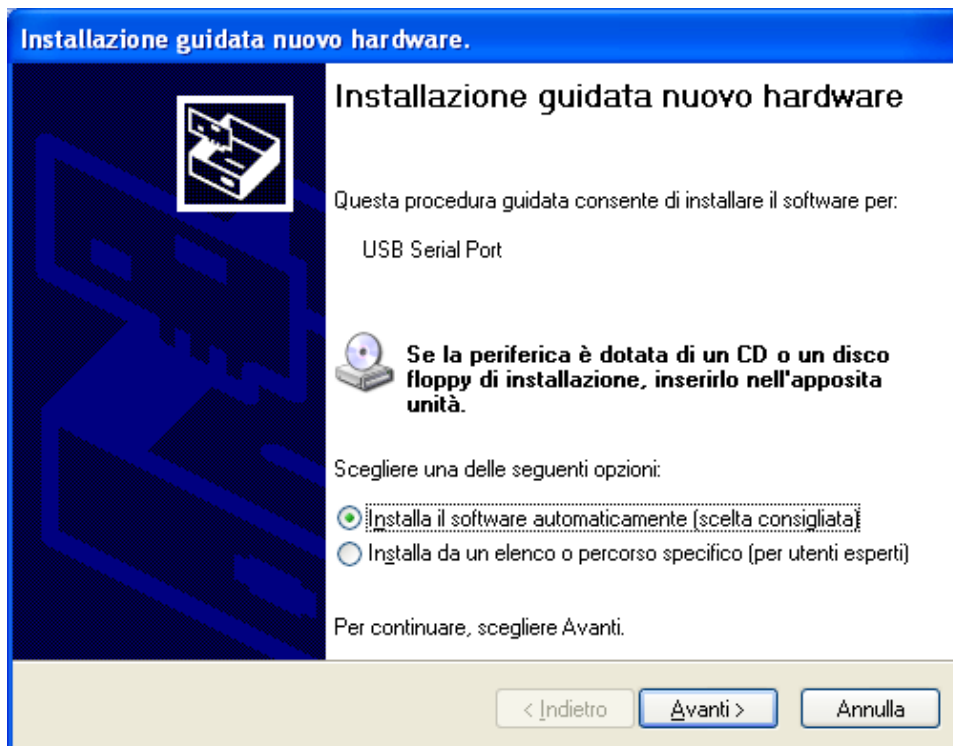 Installazione guidata nuovo hardware.
Installazione guidata nuovo hardware
Questa procedura guidata consente di installare il software per:
USB Serial Port
Se la periferica è dotata di un CD o un disco
floppy di installazione, inserirlo nell'apposita
unità.
Scegliere una delle seguenti opzioni:
Installa il software automaticamente (scelta consigliata)
Installa da un elenco o percorso specifico (per utenti esperti)
Per continuare, scegliere Avanti.
< Indietro Avanti > Annulla